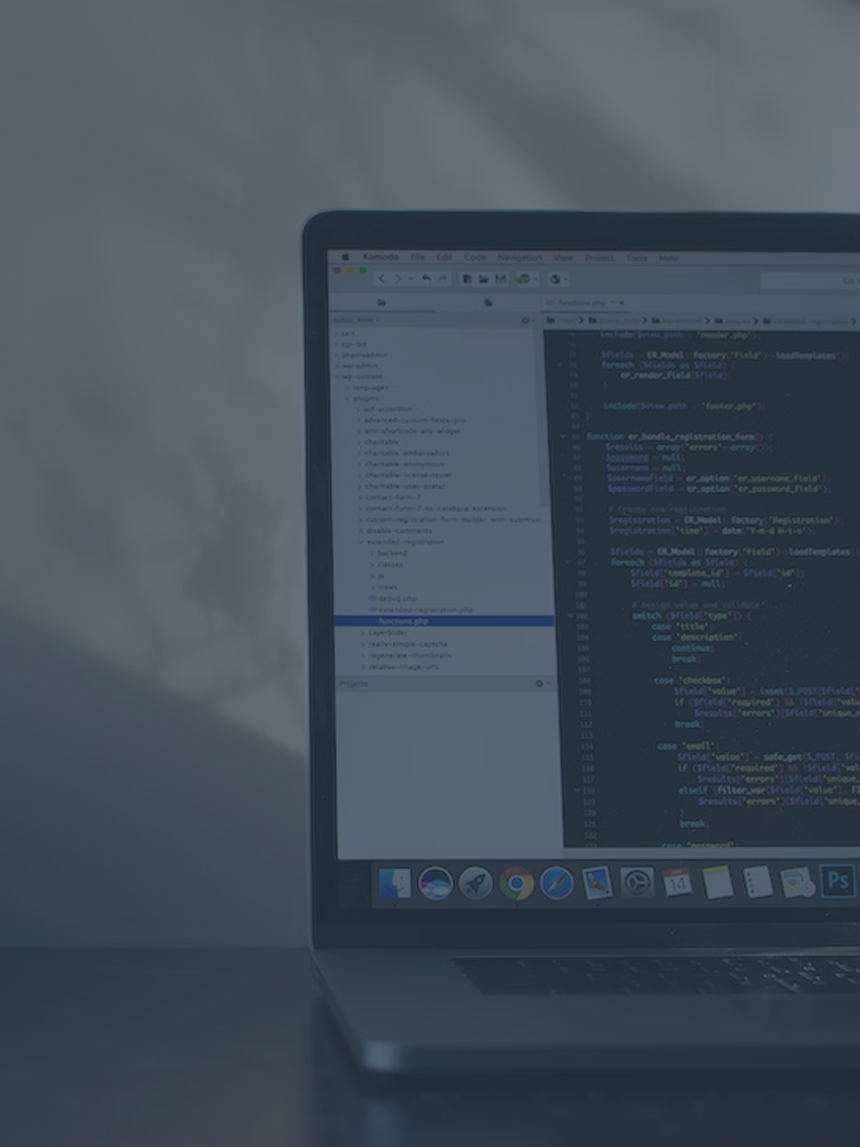 Komodo File Edit Code Navigation View Project Tools Help
functions.php
public_html
cgi-bin
phpmyadmin
wp-admin
wp-content
languages
plugins
acf-accordion
advanced-custom-fields-pro
amr-shortcode-any-widget
charitable
charitable-ambassadors
charitable-anonymous
charitable-license-tester
charitable-user-avatar
contact-form-7
contact-form-7-to-database-extension
custom-registration-form-builder-with-submiss
disable-comments
extended-registration
backend
classes
js
views
debug.php
extended-registration.php
functions.php
LayerSlider
really-simple-captcha
regenerate-thumbnails
relative-image-urls
Projects
include($view_path . "header.php");
$fields = ER_Model::factory("Field")->loadTemplates();
foreach ($fields as $field) {
er_render_field($field);
}
include($view_path . "footer.php");
}
function er_handle_registration_form() {
$results = array("errors"=>array());
$password = null;
$username = null;
$usernameField = er_option("er_username_field");
$passwordField = er_option("er_password_field");
# Create new registration
$registration = ER_Model::factory("Registration");
$registration["time"] = date("Y-m-d H-i-s");
$fields = ER_Model::factory("Field")->loadTemplates()
foreach ($fields as $field) {
$field["template_id"] = $field["id"];
$field["id"] = null;
# Assign value and validate
switch ($field["type"]) {
case "title":
case "description":
continue;
break;
case "checkbox":
$field["value"] = isset($_POST[$field["
if ($field["required"] && !$field["valu
$results["errors"][$field["unique_n
break;
case "email":
$field["value"] = safe_get($_POST, $fi
if ($field["required"] && !$field["val
$results["errors"][$field["unique_
elseif (filter_var($field["value"], FI
$results["errors"][$field["unique_
}
break;
case "password":
14
Ps